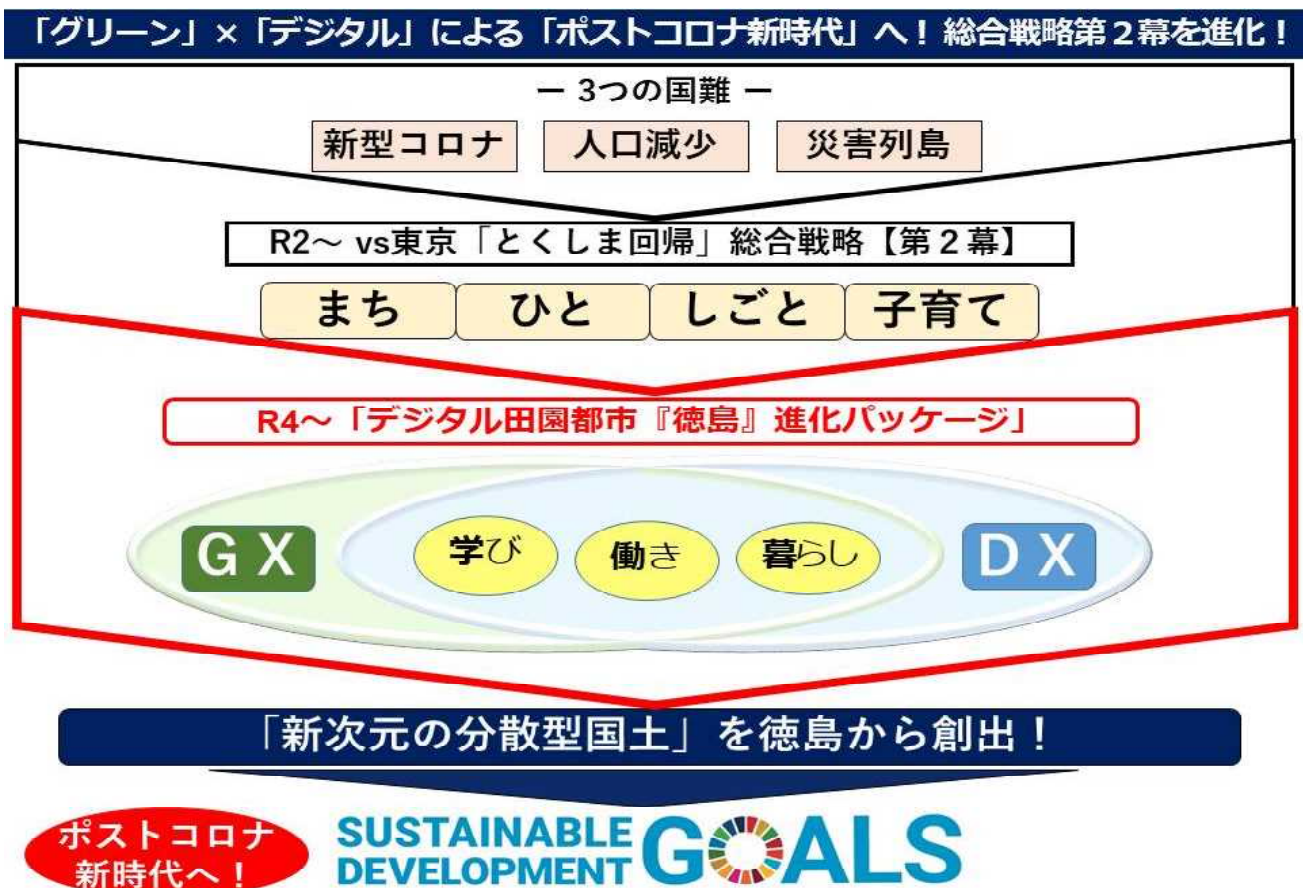 「グリーン」×「デジタル」による「ポストコロナ新時代」へ！総合戦略第２幕を進化！
ー 3つの国難 ー
新型コロナ 人口減少 災害列島
R2～ vs東京「とくしま回帰」総合戦略【第２幕】
まち ひと しごと 子育て
R4～「デジタル田園都市『徳島』進化パッケージ」
ＧＸ 学び 働き 暮らし ＤＸ
「新次元の分散型国土」を徳島から創出！
ポストコロナ
新時代へ！
SUSTAINABLE
DEVELOPMENT GOALS